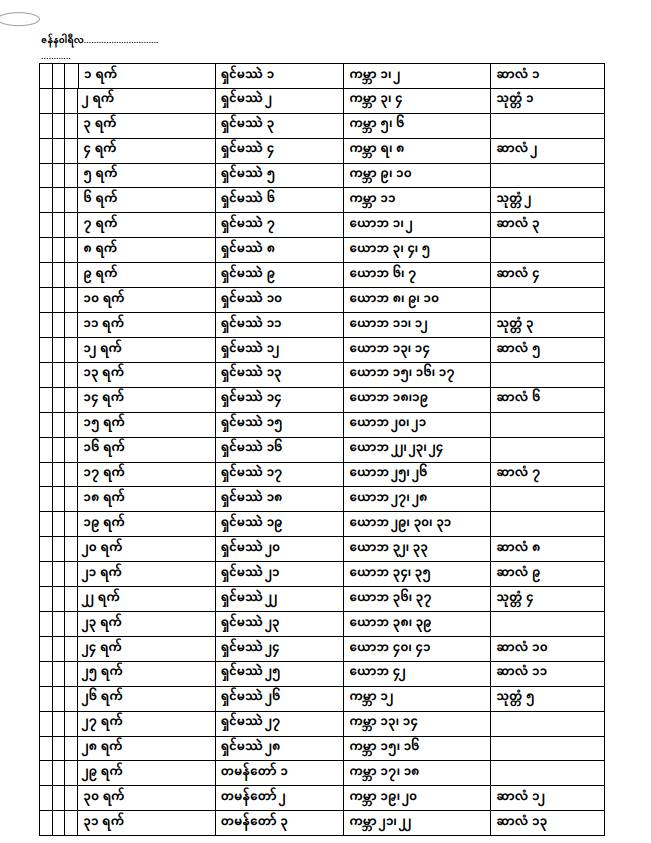 ဇန်နဝါရီလ..............................
............
၁ ရက် ရှင်မဿဲ ၁ ကမ္ဘာ ၁၊၂ ဆာလံ ၁
၂ ရက် ရှင်မဿဲ ၂ ကမ္ဘာ ၃၊ ၄ သုတ္တံ ၁
၃ ရက် ရှင်မဿဲ ၃ ကမ္ဘာ ၅၊ ၆
၄ ရက် ရှင်မဿဲ ၄ ကမ္ဘာ ၇၊ ၈ ဆာလံ ၂
၅ ရက် ရှင်မဿဲ ၅ ကမ္ဘာ ၉၊ ၁၀
၆ ရက် ရှင်မဿဲ ၆ ကမ္ဘာ ၁၁ သုတ္တံ ၂
၇ ရက် ရှင်မဿဲ ၇ ယောဘ ၁၊၂ ဆာလံ ၃
၈ ရက် ရှင်မဿဲ ၈ ယောဘ ၃၊ ၄၊ ၅
၉ ရက် ရှင်မဿဲ ၉ ယောဘ ၆၊ ၇ ဆာလံ ၄
၁၀ ရက် ရှင်မဿဲ ၁၀ ယောဘ ၈၊ ၉၊ ၁၀
၁၁ ရက် ရှင်မဿဲ ၁၁ ယောဘ ၁၁၊ ၁၂ သုတ္တံ ၃
၁၂ ရက် ရှင်မဿဲ ၁၂ ယောဘ ၁၃၊ ၁၄ ဆာလံ ၅
၁၃ ရက် ရှင်မဿဲ ၁၃ ယောဘ ၁၅၊ ၁၆၊ ၁၇
၁၄ ရက် ရှင်မဿဲ ၁၄ ယောဘ ၁၈၊၁၉ ဆာလံ ၆
၁၅ ရက် ရှင်မဿဲ ၁၅ ယောဘ ၂၀၊၂၁
၁၆ ရက် ရှင်မဿဲ ၁၆ ယောဘ ၂၂၊၂၃၊၂၄
၁၇ ရက် ရှင်မဿဲ ၁၇ ယောဘ ၂၅၊၂၆ ဆာလံ ၇
၁၈ ရက် ရှင်မဿဲ ၁၈ ယောဘ ၂၇၊၂၈
၁၉ ရက် ရှင်မဿဲ ၁၉ ယောဘ ၂၉၊ ၃၀၊ ၃၁
၂၀ ရက် ရှင်မဿဲ ၂၀ ယောဘ ၃၂၊ ၃၃ ဆာလံ ၈
၂၁ ရက် ရှင်မဿဲ ၂၁ ယောဘ ၃၄၊ ၃၅ ဆာလံ ၉
၂၂ ရက် ရှင်မဿဲ ၂၂ ယောဘ ၃၆၊ ၃၇ သုတ္တံ ၄
၂၃ ရက် ရှင်မဿဲ ၂၃ ယောဘ ၃၈၊ ၃၉
၂၄ ရက် ရှင်မဿဲ ၂၄ ယောဘ ၄၀၊ ၄၁ ဆာလံ ၁၀
၂၅ ရက် ရှင်မဿဲ ၂၅ ယောဘ ၄၂ ဆာလံ ၁၁
၂၆ ရက် ရှင်မဿဲ ၂၆ ကမ္ဘာ ၁၂ သုတ္တံ ၅
၂၇ ရက် ရှင်မဿဲ ၂၇ ကမ္ဘာ ၁၃၊ ၁၄
၂၈ ရက် ရှင်မဿဲ ၂၈ ကမ္ဘာ ၁၅၊ ၁၆
၂၉ ရက် တမန်တော် ၁ ကမ္ဘာ ၁၇၊ ၁၈
၃၀ ရက် တမန်တော် ၂ ကမ္ဘာ ၁၉၊၂၀ ဆာလံ ၁၂
၃၁ ရက် တမန်တော် ၃ ကမ္ဘာ ၂၁၊၂၂ ဆာလံ ၁၃